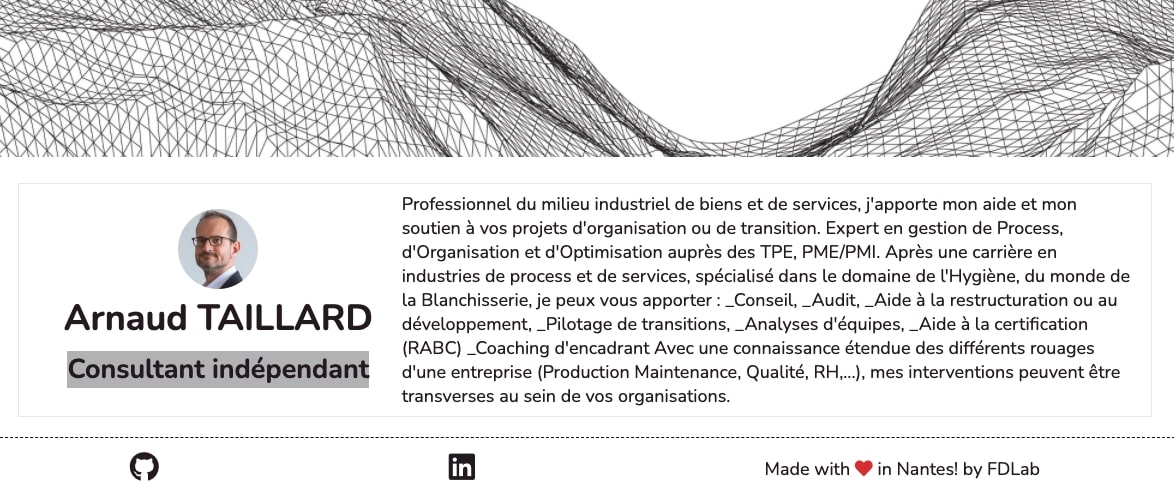 Arnaud TAILLARD
Consultant indépendant
Professionnel du milieu industriel de biens et de services, j'apporte mon aide et mon
soutien à vos projets d'organisation ou de transition. Expert en gestion de Process,
d'Organisation et d'Optimisation auprès des TPE, PME/PMI. Après une carrière en
industries de process et de services, spécialisé dans le domaine de l'Hygiène, du monde de
la Blanchisserie, je peux vous apporter : _Conseil, _Audit, _Aide à la restructuration ou au
développement, _Pilotage de transitions, _Analyses d'équipes, _Aide à la certification
(RABC) _Coaching d'encadrant Avec une connaissance étendue des différents rouages
d'une entreprise (Production Maintenance, Qualité, RH,...), mes interventions peuvent être
transverses au sein de vos organisations.
in
Made with ❤ in Nantes! by FDLab